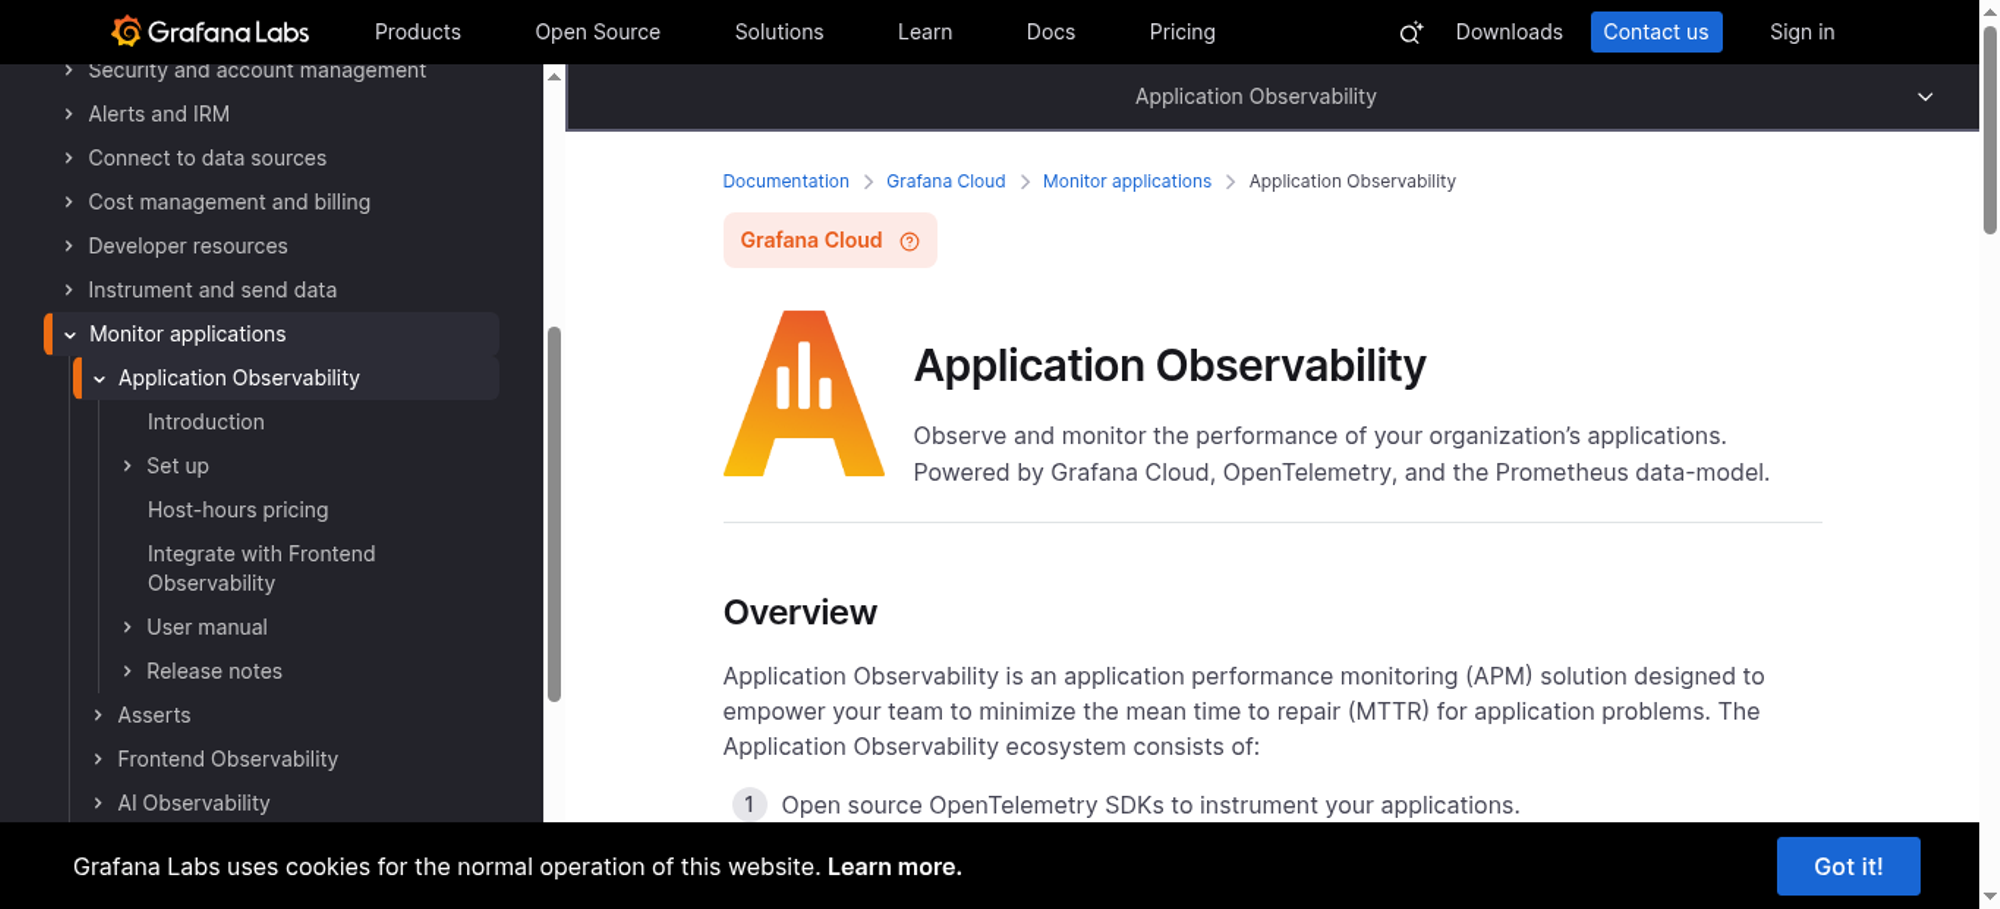 Grafana Labs
Products
Open Source
Solutions
Learn
Docs
Pricing
Downloads
Contact us
Sign in
Security and account management
Alerts and IRM
Connect to data sources
Cost management and billing
Developer resources
Instrument and send data
Monitor applications
Application Observability
Introduction
Set up
Host-hours pricing
Integrate with Frontend
Observability
User manual
Release notes
Asserts
Frontend Observability
AI Observability
Application Observability
Documentation > Grafana Cloud > Monitor applications > Application Observability
Grafana Cloud
Application Observability
Observe and monitor the performance of your organization’s applications.
Powered by Grafana Cloud, OpenTelemetry, and the Prometheus data-model.
Overview
Application Observability is an application performance monitoring (APM) solution designed to
empower your team to minimize the mean time to repair (MTTR) for application problems. The
Application Observability ecosystem consists of:
1 Open source OpenTelemetry SDKs to instrument your applications.
Grafana Labs uses cookies for the normal operation of this website. Learn more.
Got it!